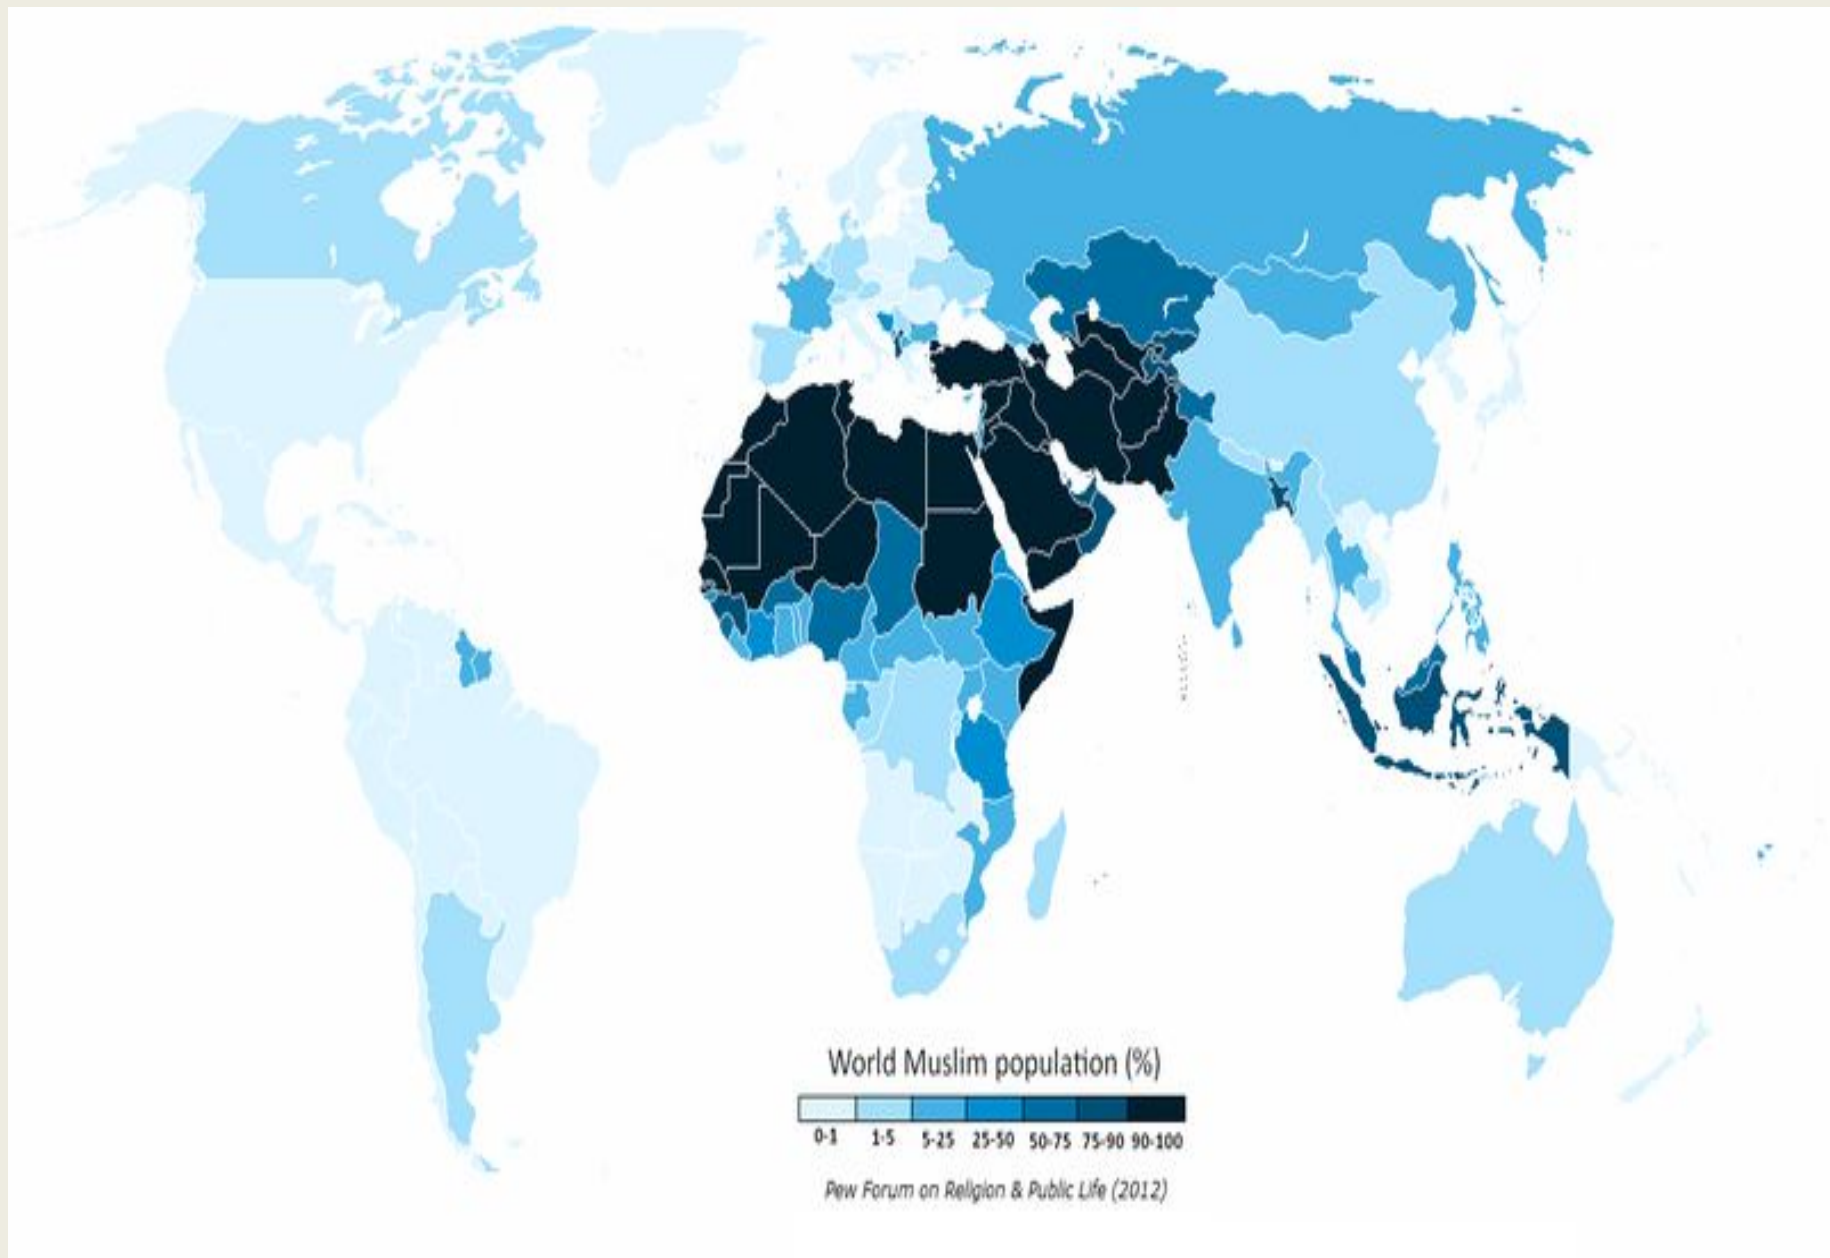 World Muslim population (%)
0-1 1-5 5-25 25-50 50-75 75-90 90-100
Pew Forum on Religion & Public Life (2012)